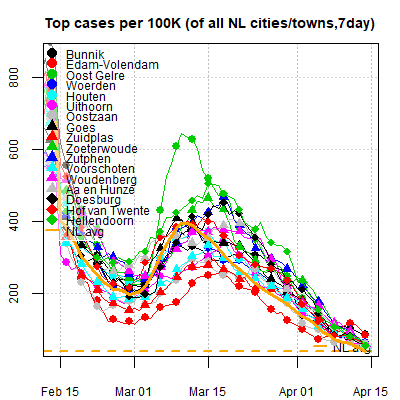 Top cases per 100K (of all NL cities/towns,7day)
800
600
400
200
Bunnik
Edam-Volendam
Oost Gelre
Woerden
Houten
Uithoorn
Oostzaan
Goes
Zuidplas
Zoeterwoude
Zutphen
Voorschoten
Woudenberg
Aa en Hunze
Doesburg
Hof van Twente
Hellendoorn
NL avg
NL avg
Feb 15
Mar 01
Mar 15
Apr 01
Apr 15